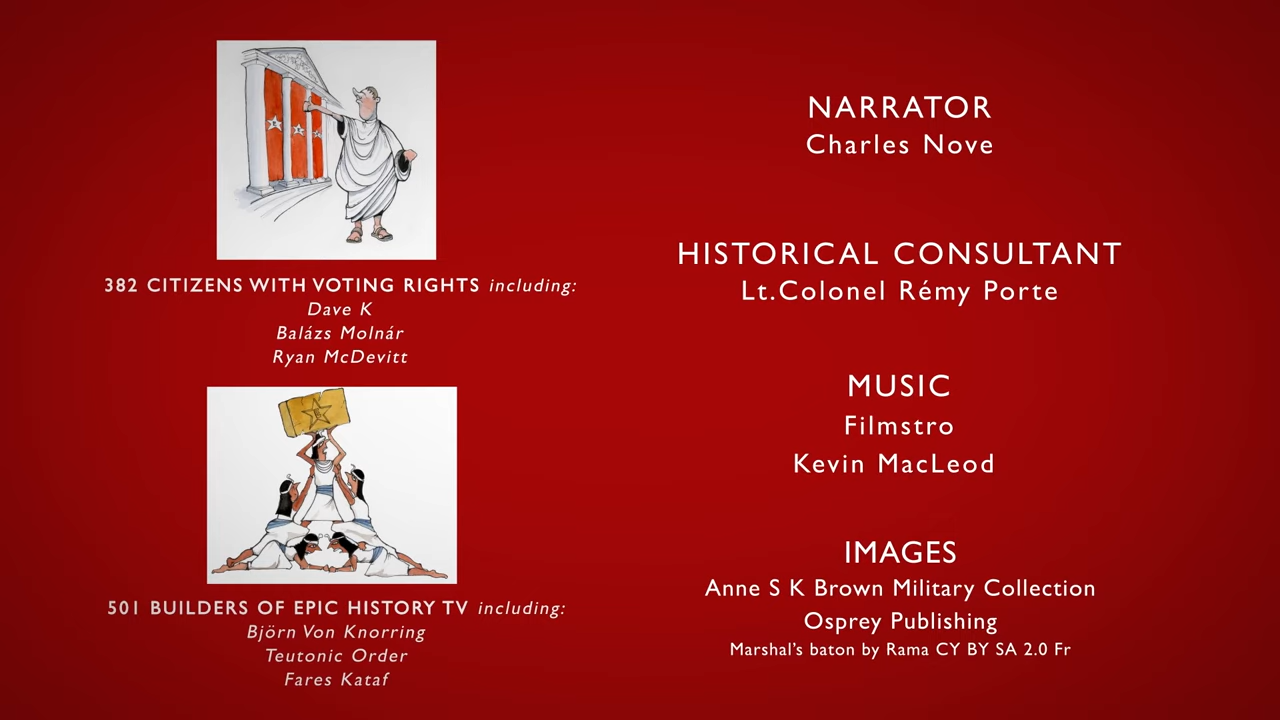 382 CITIZENS WITH VOTING RIGHTS including:
Dave K
Balázs Molnár
Ryan McDevitt
501 BUILDERS OF EPIC HISTORY TV including:
Björn Von Knorring
Teutonic Order
Fares Kataf
NARRATOR
Charles Nove
HISTORICAL CONSULTANT
Lt.Colonel Rémy Porte
MUSIC
Filmstro
Kevin MacLeod
IMAGES
Anne S K Brown Military Collection
Osprey Publishing
Marshal's baton by Rama CY BY SA 2.0 Fr